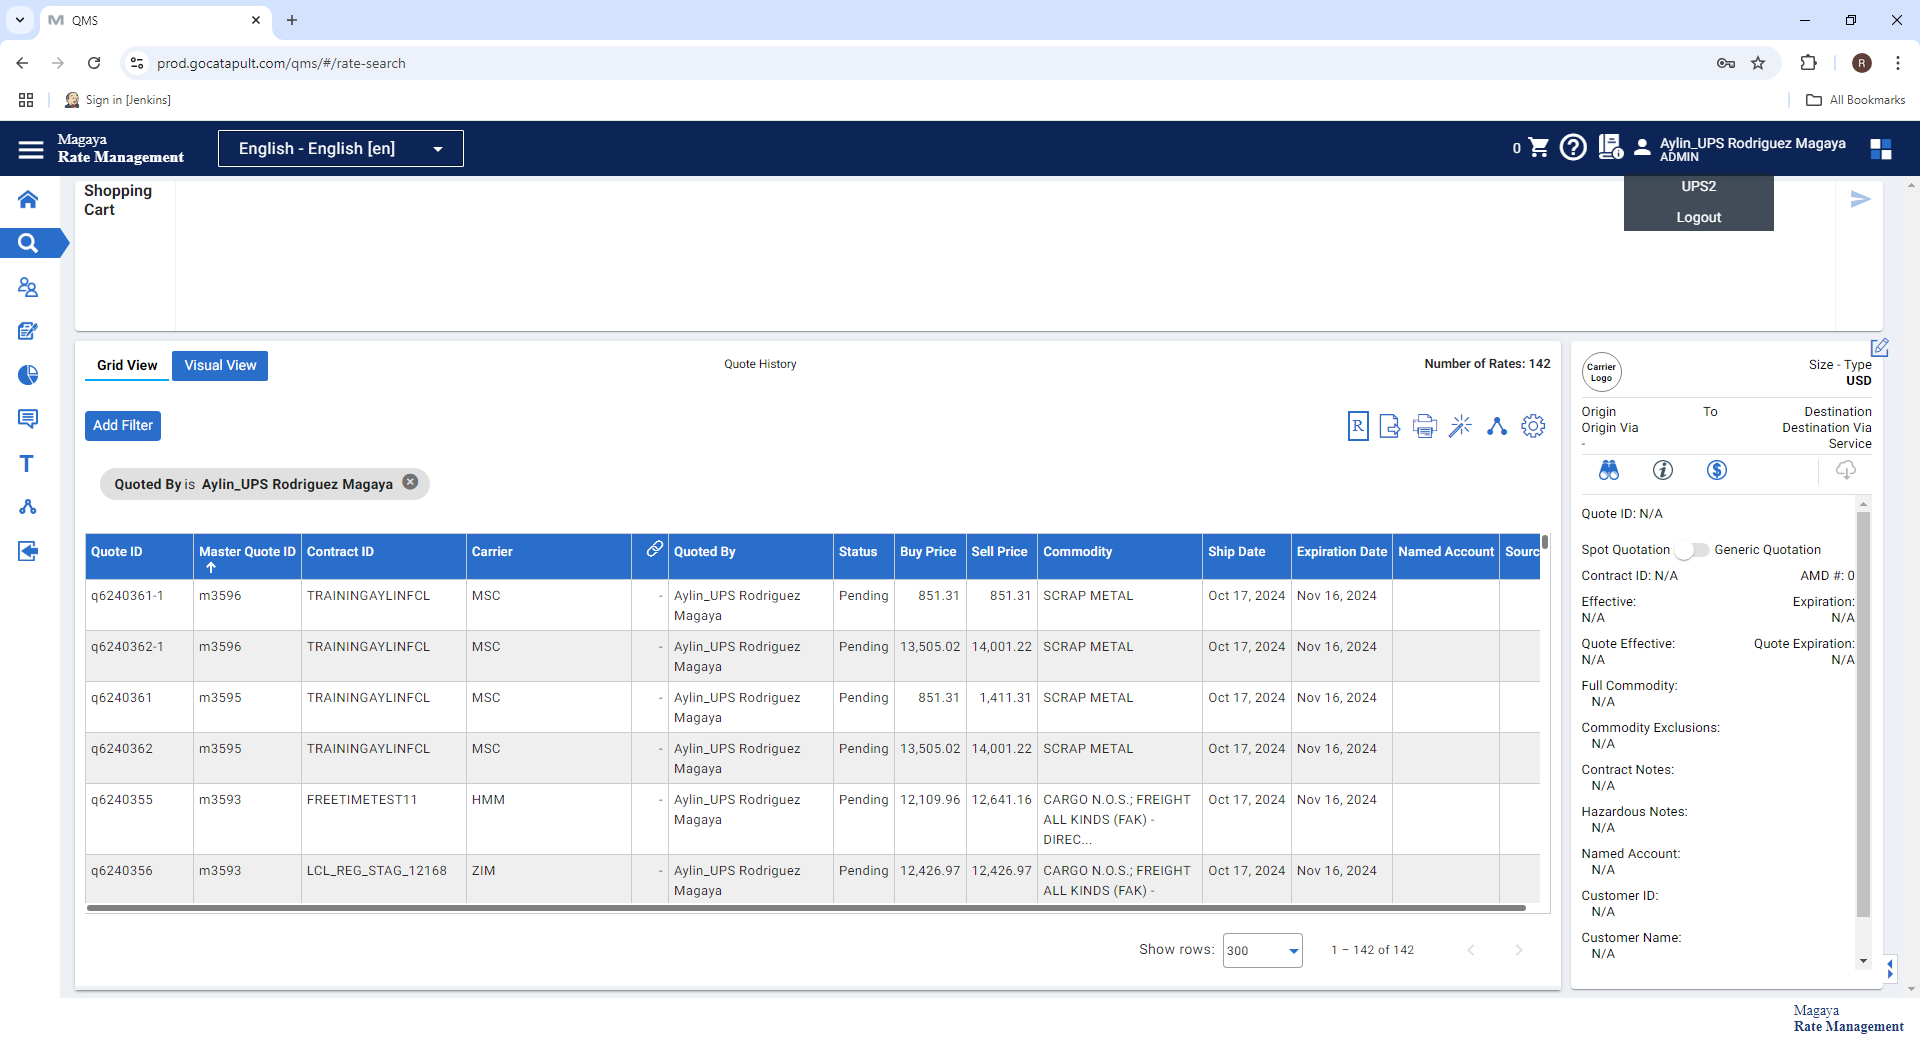 QMS
prod.gocatapult.com/qms/#/rate-search
R
Sign in [Jenkins]
All Bookmarks
Magaya
Rate Management
English - English [en]
0
Aylin_UPS Rodriguez Magaya
ADMIN
UPS2
Logout
Shopping
Cart
Grid View
Visual View
Quote History
Number of Rates: 142
Add Filter
R
Quoted By is Aylin_UPS Rodriguez Magaya
Quote ID Master Quote ID Contract ID Carrier Quoted By Status Buy Price Sell Price Commodity Ship Date Expiration Date Named Account Sourc
q6240361-1 m3596 TRAININGAYLINFCL MSC - Aylin_UPS Rodriguez Pending 851.31 851.31 SCRAP METAL Oct 17, 2024 Nov 16, 2024
Magaya
q6240362-1 m3596 TRAININGAYLINFCL MSC - Aylin_UPS Rodriguez Pending 13,505.02 14,001.22 SCRAP METAL Oct 17, 2024 Nov 16, 2024
Magaya
q6240361 m3595 TRAININGAYLINFCL MSC - Aylin_UPS Rodriguez Pending 851.31 1,411.31 SCRAP METAL Oct 17, 2024 Nov 16, 2024
Magaya
q6240362 m3595 TRAININGAYLINFCL MSC - Aylin_UPS Rodriguez Pending 13,505.02 14,001.22 SCRAP METAL Oct 17, 2024 Nov 16, 2024
Magaya
q6240355 m3593 FREETIMETEST11 HMM - Aylin_UPS Rodriguez Pending 12,109.96 12,641.16 CARGO N.O.S.; FREIGHT Oct 17, 2024 Nov 16, 2024
Magaya ALL KINDS (FAK) -
DIREC...
q6240356 m3593 LCL_REG_STAG_12168 ZIM - Aylin_UPS Rodriguez Pending 12,426.97 12,426.97 CARGO N.O.S.; FREIGHT Oct 17, 2024 Nov 16, 2024
Magaya ALL KINDS (FAK) -
Show rows: 300 1 – 142 of 142
Carrier
Logo
Size - Type
USD
Origin To Destination
Origin Via Destination Via
- Service
Quote ID: N/A
Spot Quotation Generic Quotation
Contract ID: N/A AMD #: 0
Effective: Expiration:
N/A N/A
Quote Effective: Quote Expiration:
N/A N/A
Full Commodity:
N/A
Commodity Exclusions:
N/A
Contract Notes:
N/A
Hazardous Notes:
N/A
Named Account:
N/A
Customer ID:
N/A
Customer Name:
N/A
Magaya
Rate Management